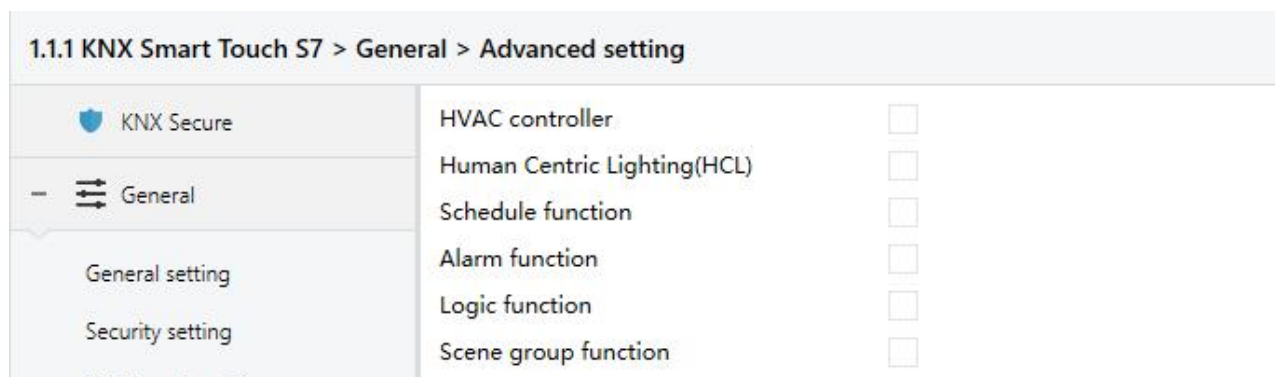 1.1.1 KNX Smart Touch S7 > General > Advanced setting
KNX Secure
General
General setting
Security setting
HVAC controller
Human Centric Lighting(HCL)
Schedule function
Alarm function
Logic function
Scene group function